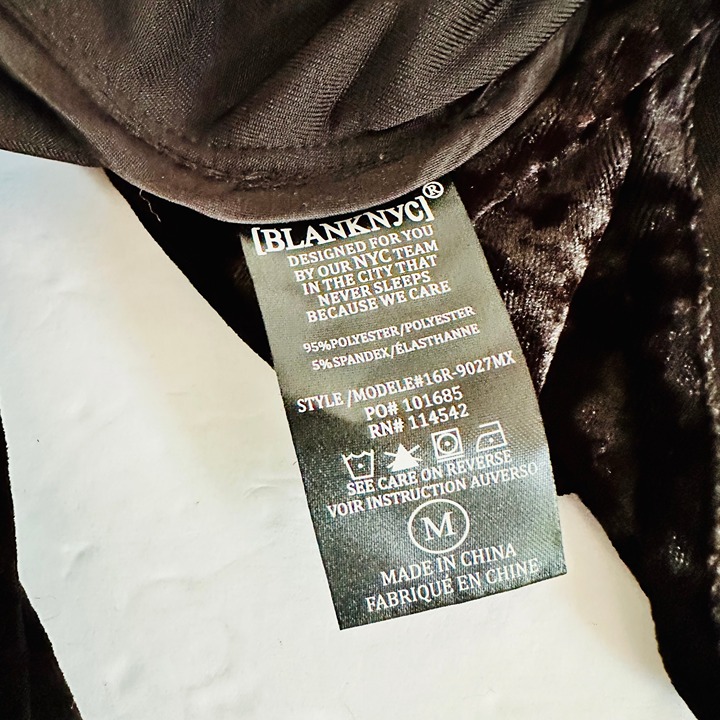 [BLANKNYC]®
DESIGNED FOR YOU
BY OUR NYC TEAM
IN THE CITY THAT
NEVER SLEEPS
BECAUSE WE CARE
95%POLYESTER/POLYESTER
5%SPANDEX/ÉLASTHANNE
STYLE /MODELE#16R-9027MX
PO# 101685
RN# 114542
SEE CARE ON REVERSE
VOIR INSTRUCTION AUVERSO
M
MADE IN CHINA
FABRIQUE EN CHINE